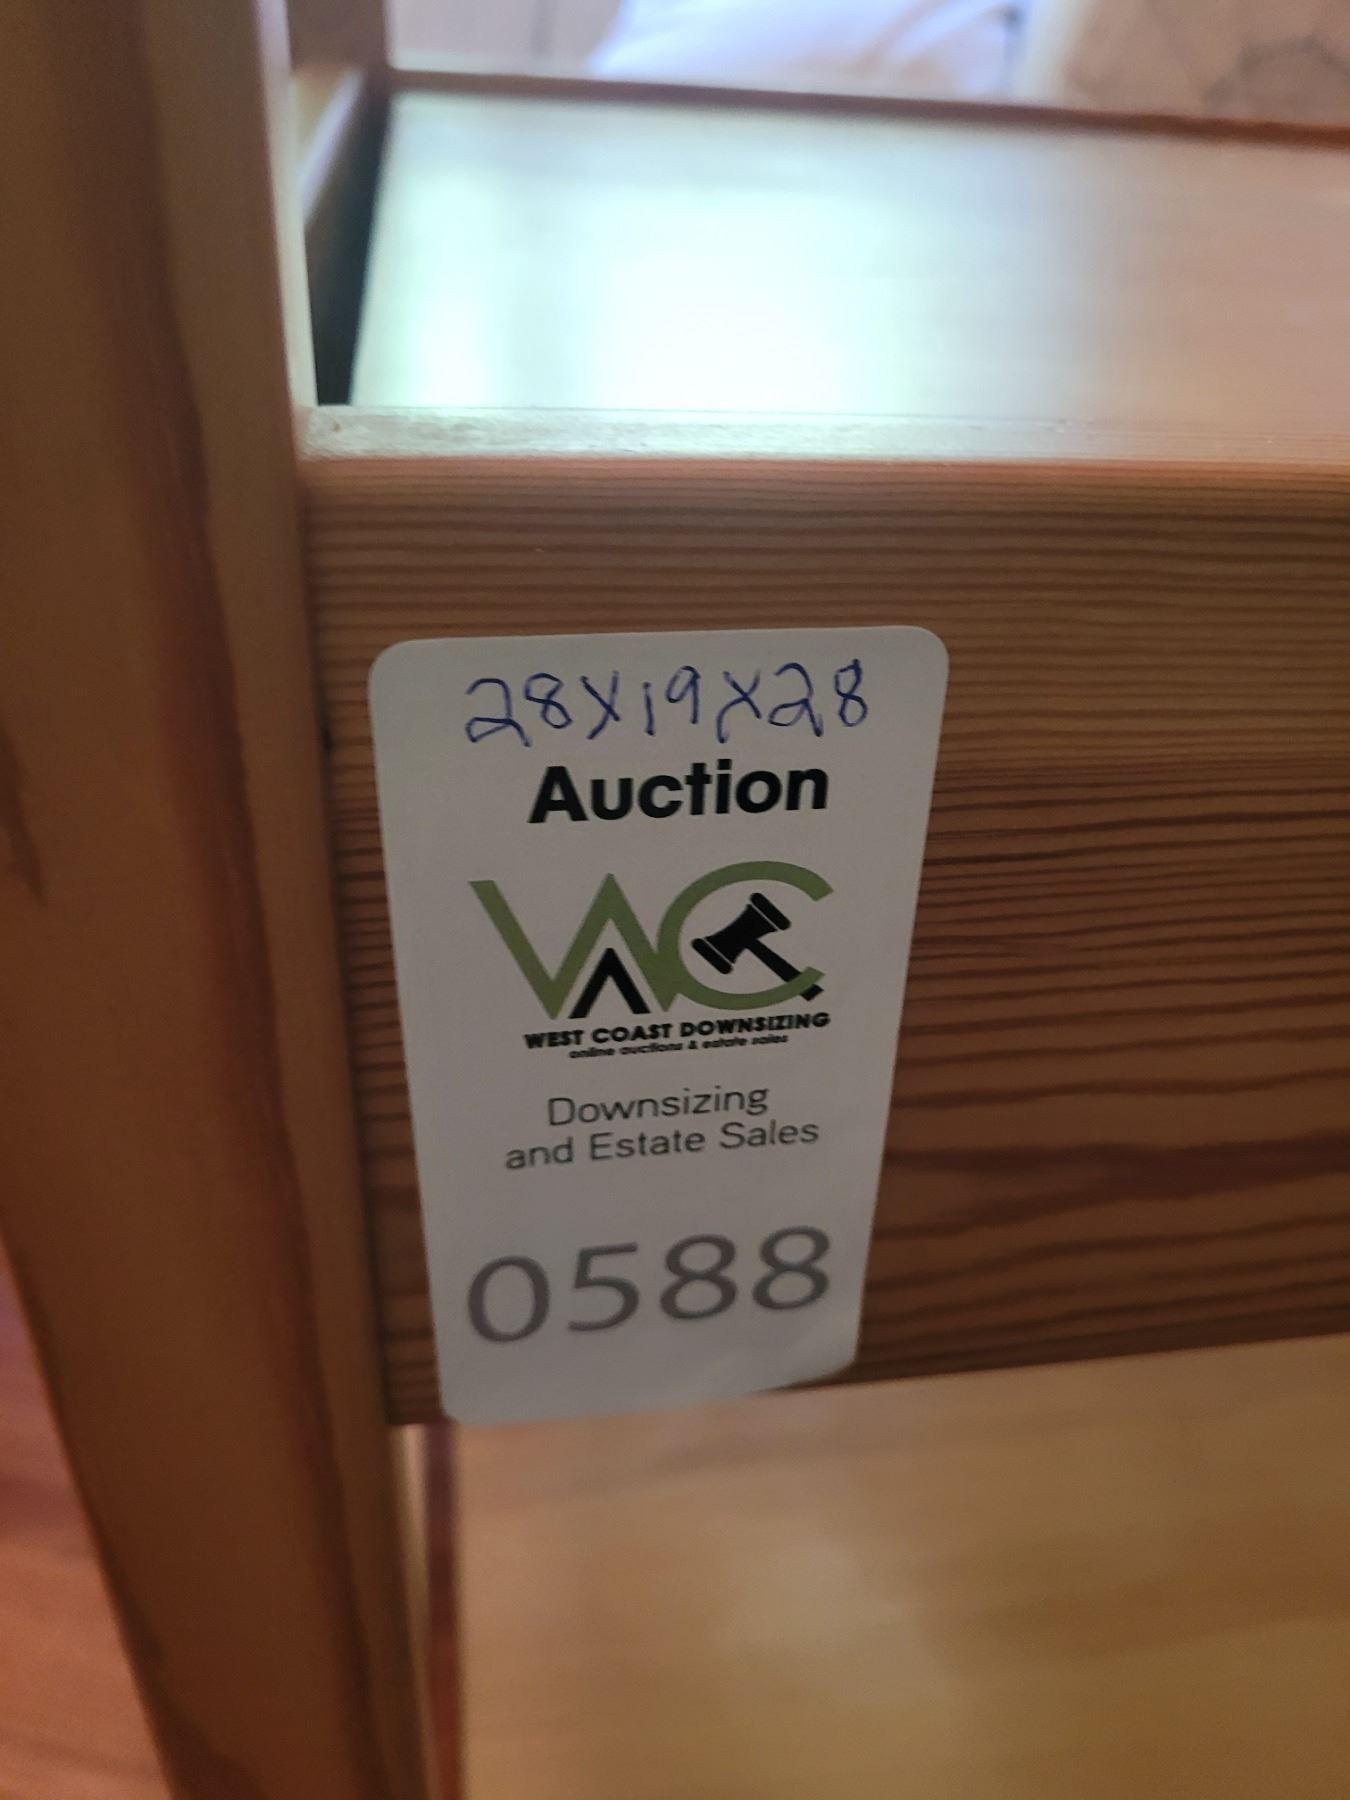 28X19X28
Auction
WC
WEST COAST DOWNSIZING
online auctions & estate sales
Downsizing
and Estate Sales
0588